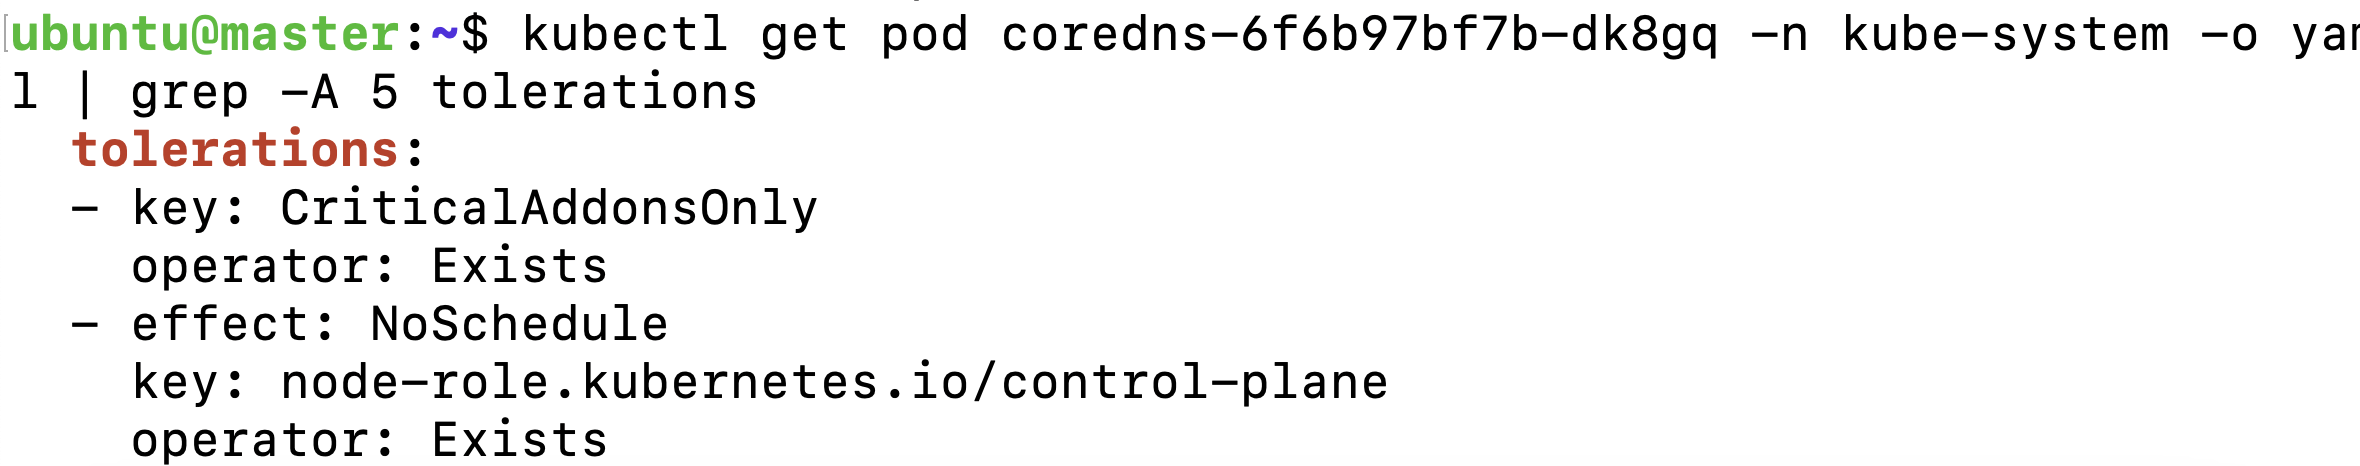 ubuntu@master:~$ kubectl get pod coredns-6f6b97bf7b-dk8gq -n kube-system -o yam
l | grep -A 5 tolerations
  tolerations:
  - key: CriticalAddonsOnly
    operator: Exists
  - effect: NoSchedule
    key: node-role.kubernetes.io/control-plane
    operator: Exists